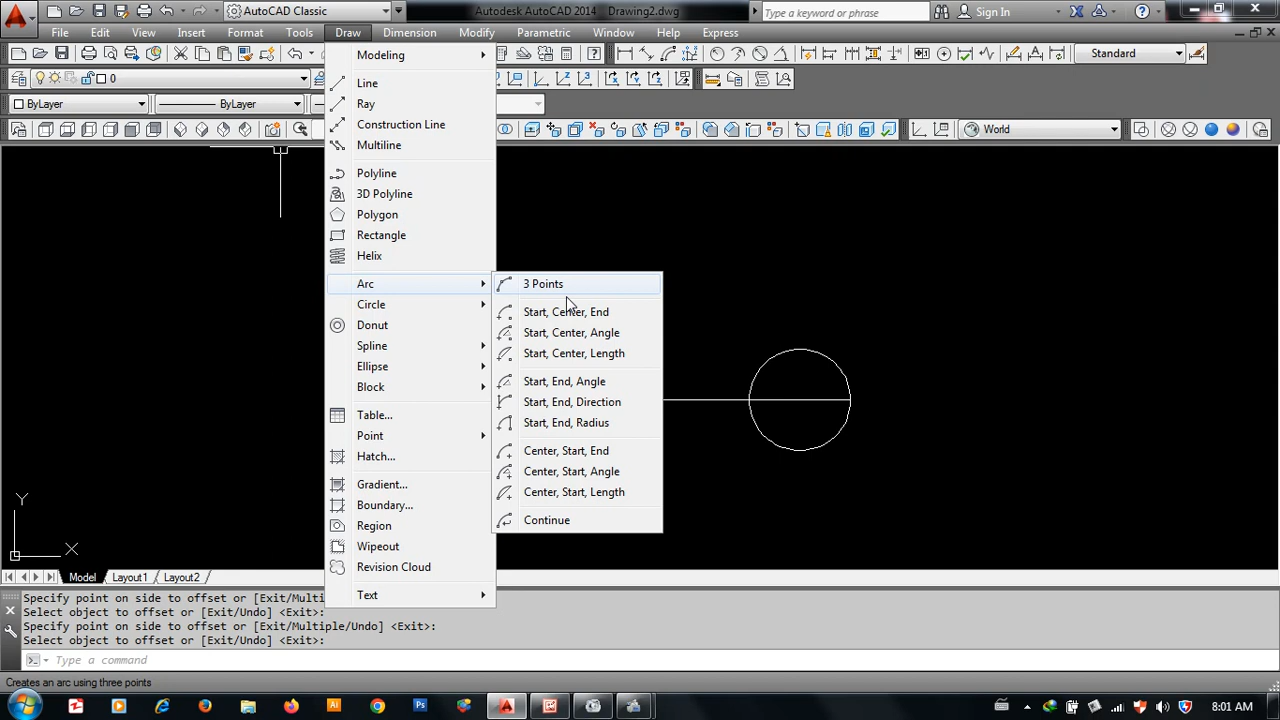 AutoCAD Classic
Autodesk AutoCAD 2014 Drawing2.dwg
Type a keyword or phrase
Sign In
File Edit View Insert Format Tools Draw Dimension Modify Parametric Window Help Express
Standard
0
ByLayer
ByLayer
World
Modeling
Line
Ray
Construction Line
Multiline
Polyline
3D Polyline
Polygon
Rectangle
Helix
Arc
Circle
Donut
Spline
Ellipse
Block
Table...
Point
Hatch...
Gradient...
Boundary...
Region
Wipeout
Revision Cloud
Text
3 Points
Start, Center, End
Start, Center, Angle
Start, Center, Length
Start, End, Angle
Start, End, Direction
Start, End, Radius
Center, Start, End
Center, Start, Angle
Center, Start, Length
Continue
Y
X
Model Layout1 Layout2
Specify point on side to offset or [Exit/Multi
Select object to offset or [Exit/Undo] <Exit>:
Specify point on side to offset or [Exit/Multiple/Undo] <Exit>:
Select object to offset or [Exit/Undo] <Exit>:
Type a command
Creates an arc using three points
Ai
Ps
8:01 AM